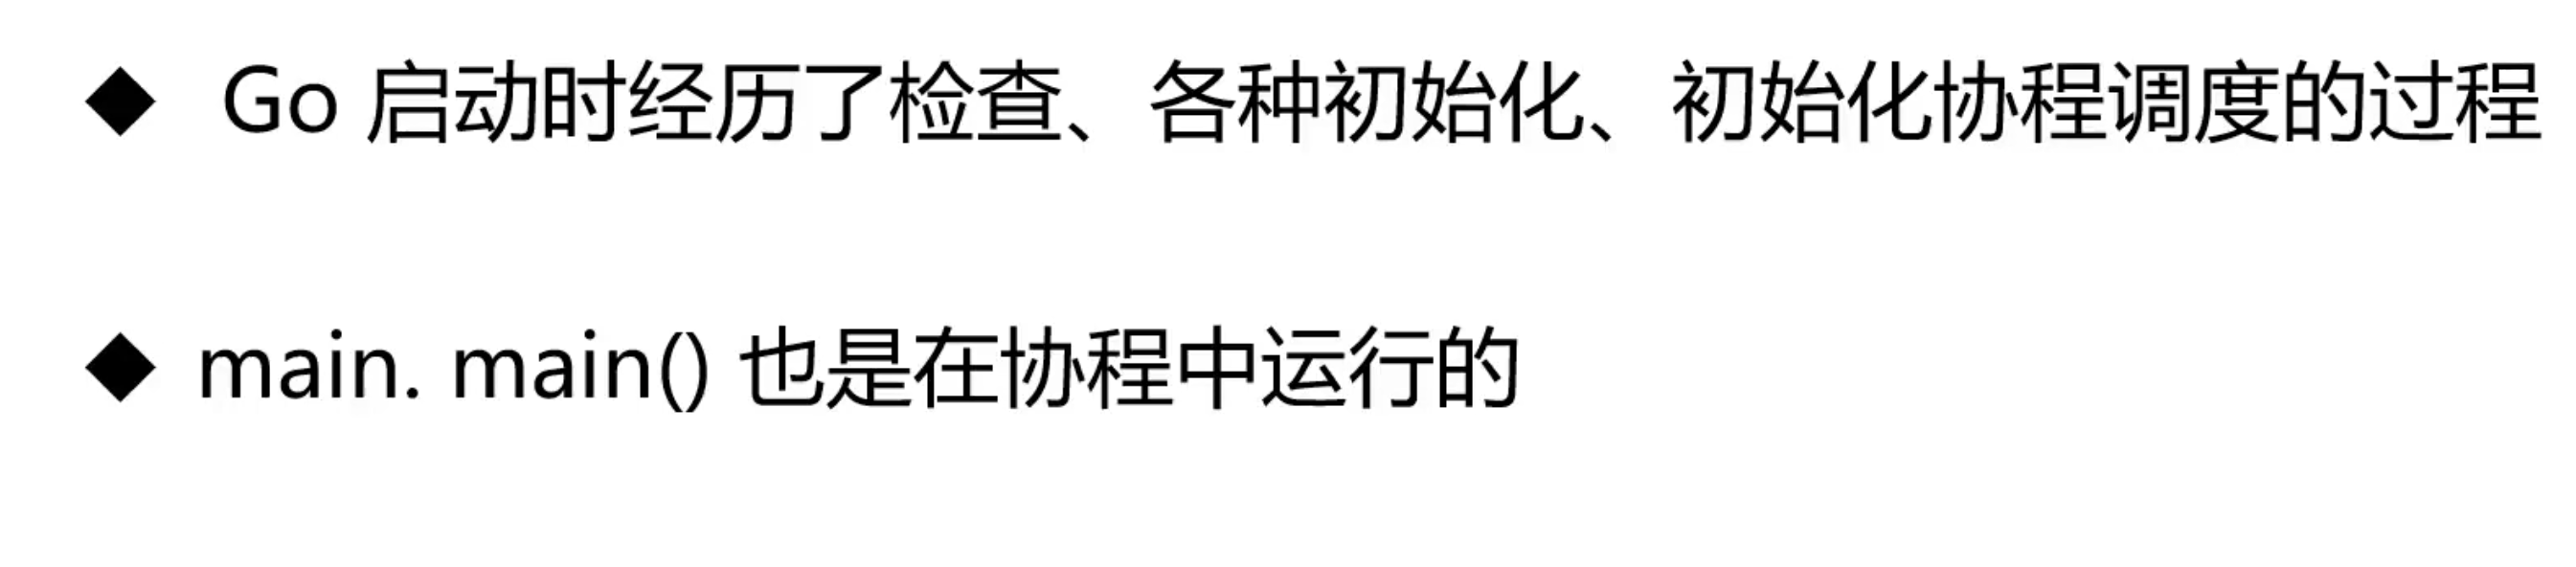 ◆ Go 启动时经历了检查、各种初始化、初始化协程调度的过程
◆ main. main() 也是在协程中运行的